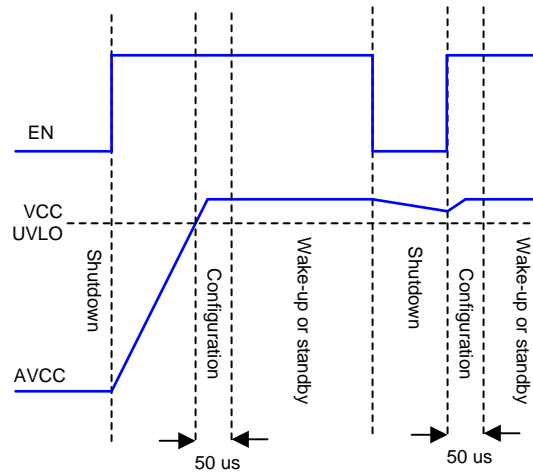 EN
VCC
UVLO
Shutdown
Configuration
Wake-up or standby
Shutdown
Configuration
Wake-up or standby
AVCC
50 us
50 us